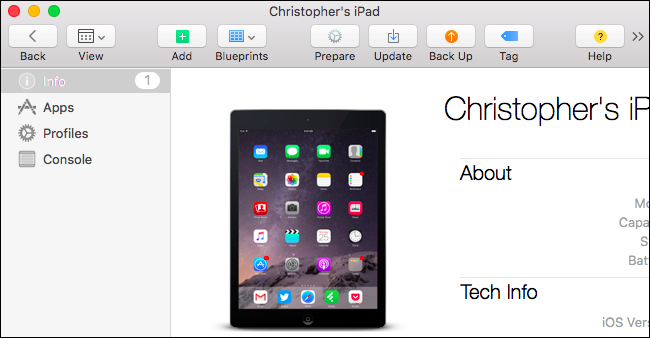 Christopher's iPad
Back
View
Add
Blueprints
Prepare
Update
Back Up
Tag
Help
Info
1
Apps
Profiles
Console
Christopher's iP
About
Mo
Capa
S
Batt
Tech Info
iOS Vers